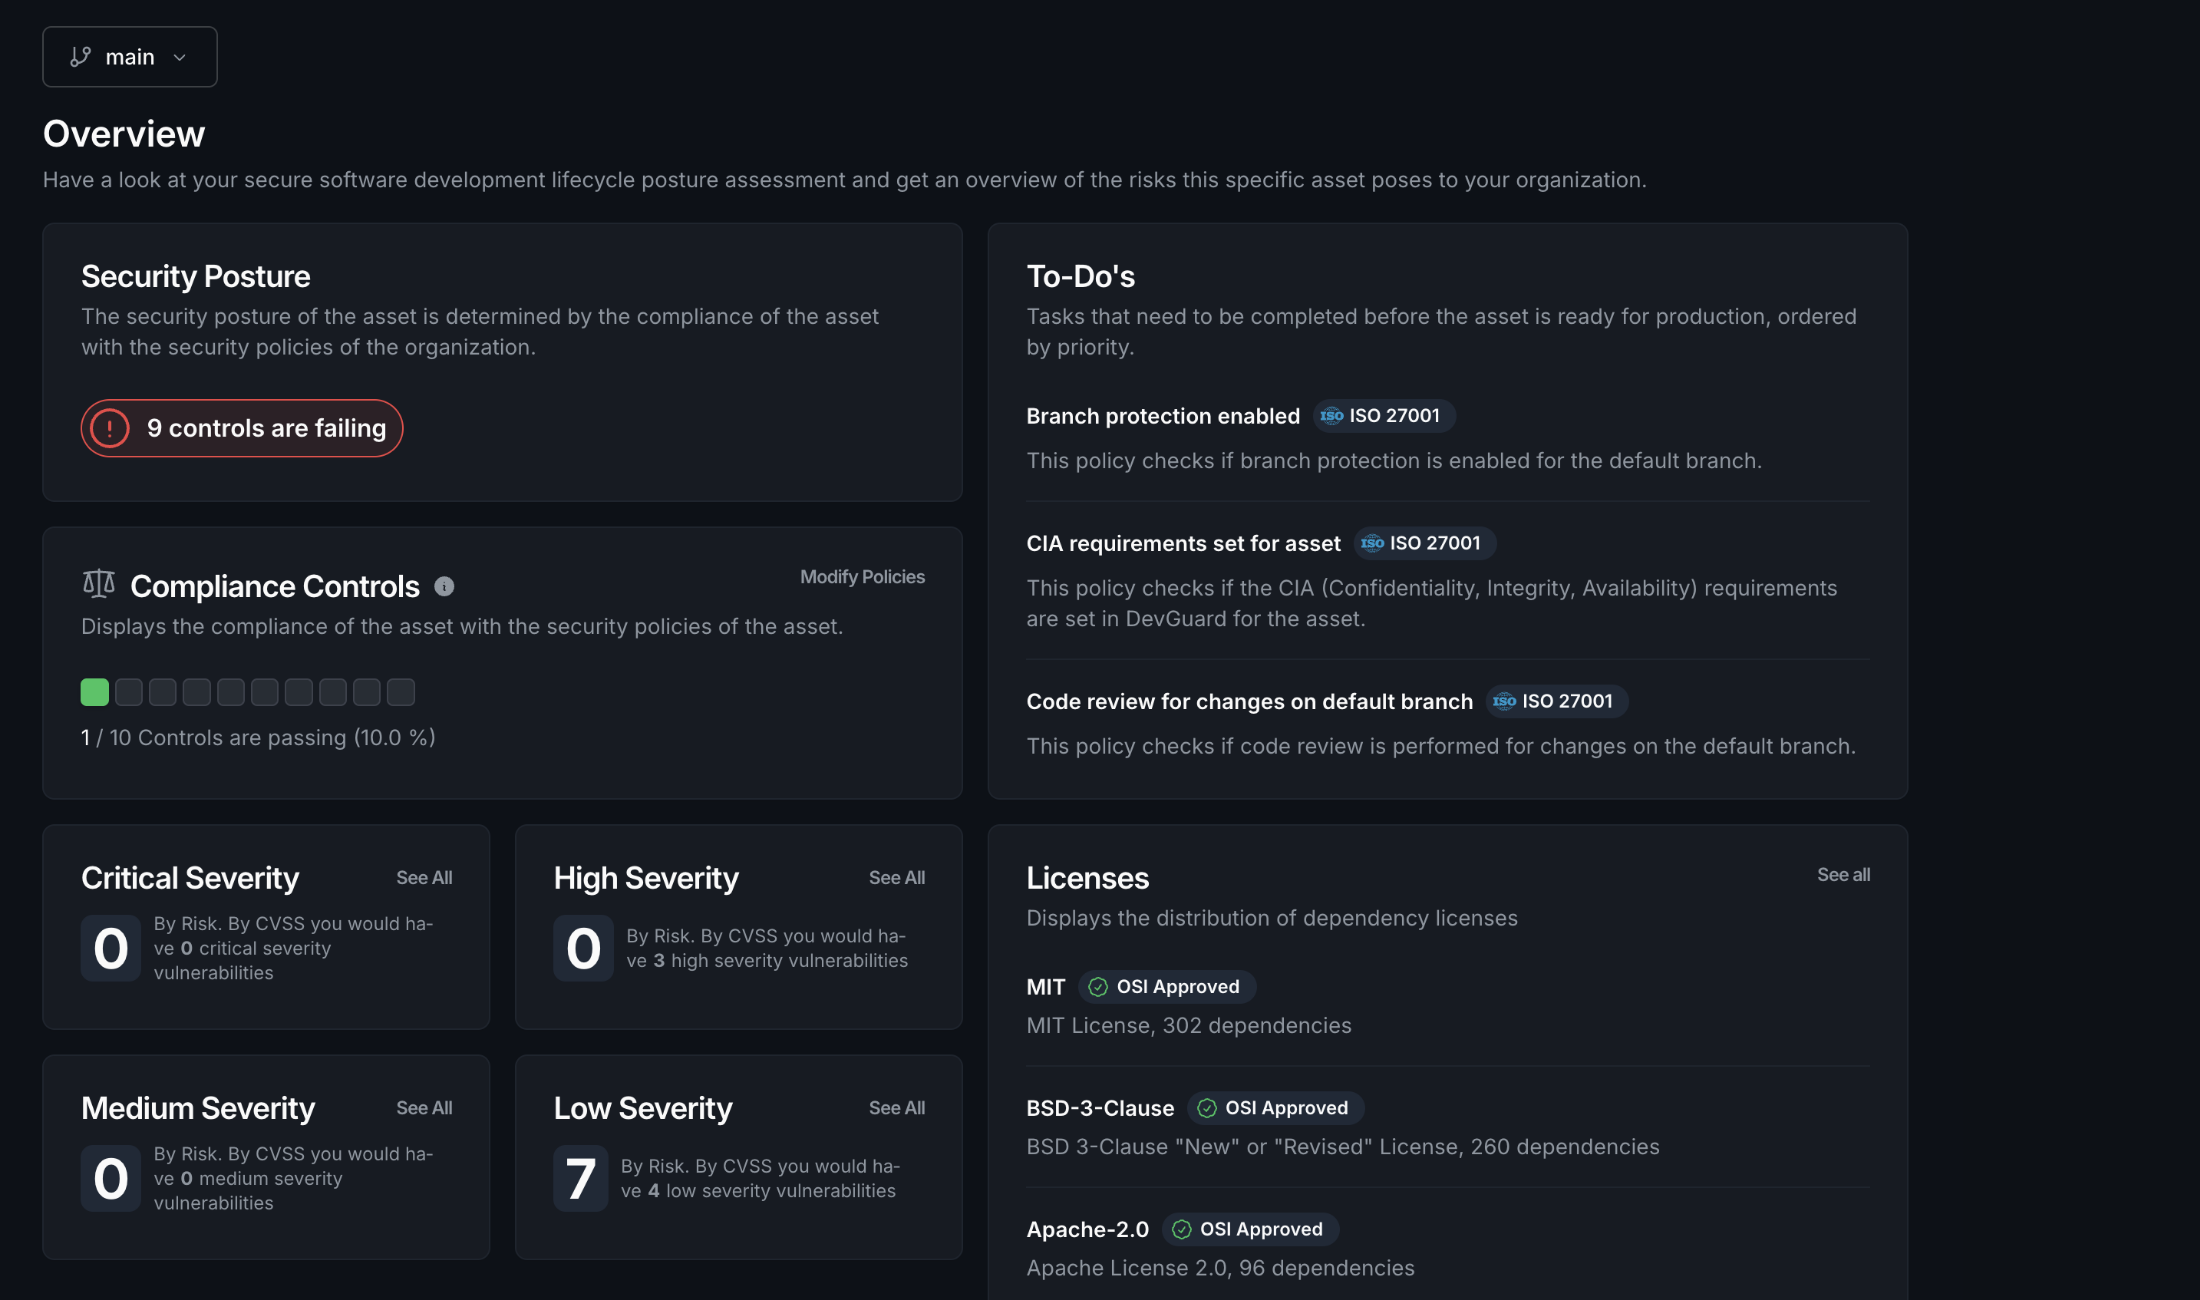 main
Overview
Have a look at your secure software development lifecycle posture assessment and get an overview of the risks this specific asset poses to your organization.
Security Posture
The security posture of the asset is determined by the compliance of the asset
with the security policies of the organization.
9 controls are failing
Compliance Controls
Modify Policies
Displays the compliance of the asset with the security policies of the asset.
1 / 10 Controls are passing (10.0 %)
To-Do's
Tasks that need to be completed before the asset is ready for production, ordered
by priority.
Branch protection enabled ISO ISO 27001
This policy checks if branch protection is enabled for the default branch.
CIA requirements set for asset ISO ISO 27001
This policy checks if the CIA (Confidentiality, Integrity, Availability) requirements
are set in DevGuard for the asset.
Code review for changes on default branch ISO ISO 27001
This policy checks if code review is performed for changes on the default branch.
Critical Severity
See All
0
By Risk. By CVSS you would ha-
ve 0 critical severity
vulnerabilities
High Severity
See All
0
By Risk. By CVSS you would ha-
ve 3 high severity vulnerabilities
Medium Severity
See All
0
By Risk. By CVSS you would ha-
ve 0 medium severity
vulnerabilities
Low Severity
See All
7
By Risk. By CVSS you would ha-
ve 4 low severity vulnerabilities
Licenses
See all
Displays the distribution of dependency licenses
MIT OSI Approved
MIT License, 302 dependencies
BSD-3-Clause OSI Approved
BSD 3-Clause "New" or "Revised" License, 260 dependencies
Apache-2.0 OSI Approved
Apache License 2.0, 96 dependencies